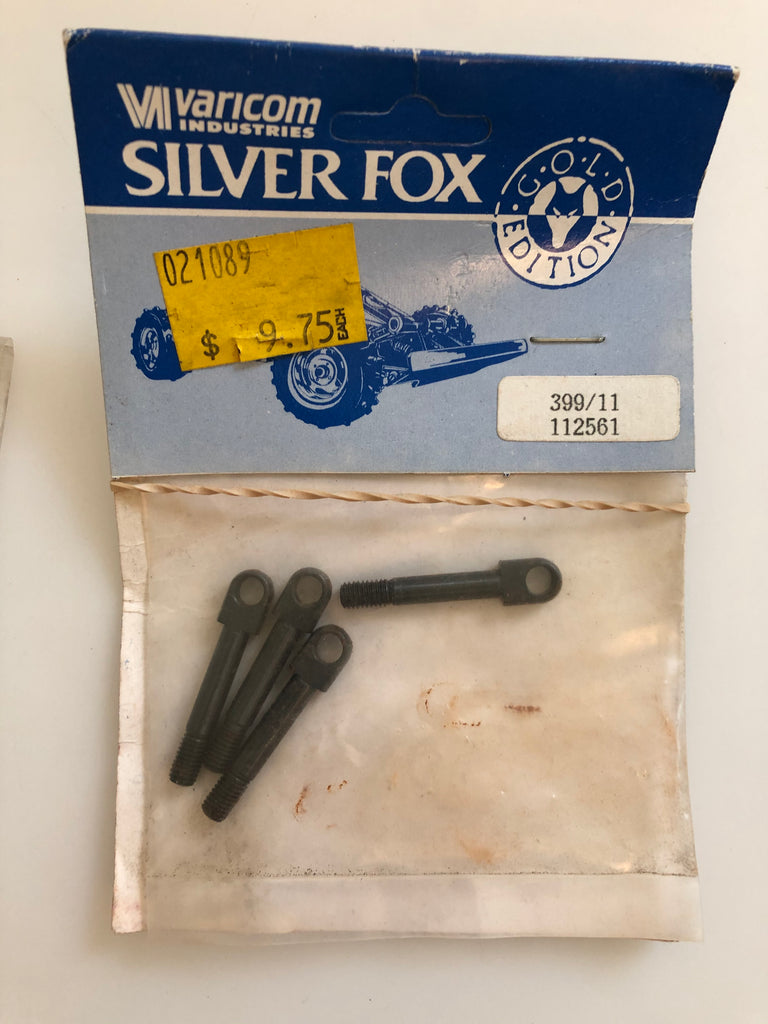 VI Varicom
INDUSTRIES
SILVER FOX
·G·O·L·D·
EDITION
021089
$ 9.75 EACH
399/11
112561